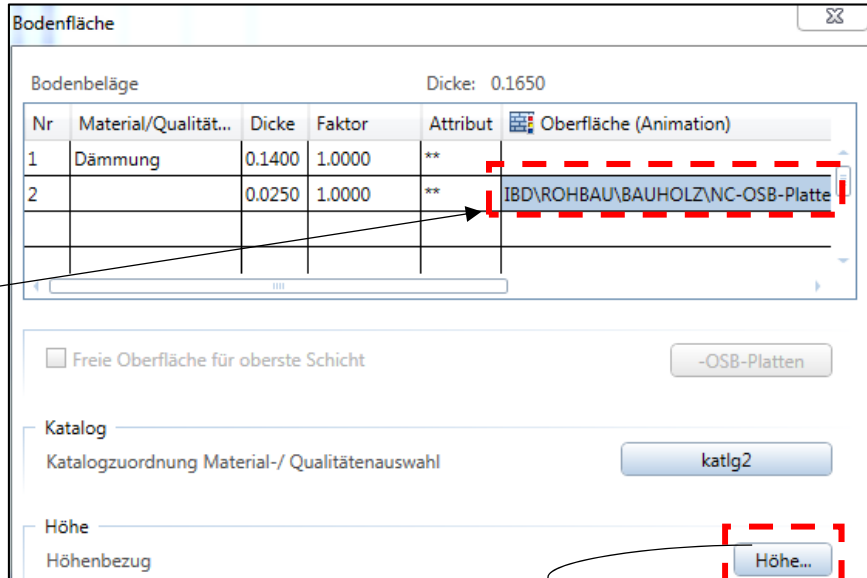 Bodenfläche
Bodenbeläge Dicke: 0.1650
Nr Material/Qualität... Dicke Faktor Attribut Oberfläche (Animation)
1 Dämmung 0.1400 1.0000 **
2 0.0250 1.0000 ** IBD\ROHBAU\BAUHOLZ\NC-OSB-Platte
Freie Oberfläche für oberste Schicht -OSB-Platten
Katalog
Katalogzuordnung Material-/ Qualitätenauswahl katlg2
Höhe
Höhenbezug Höhe...